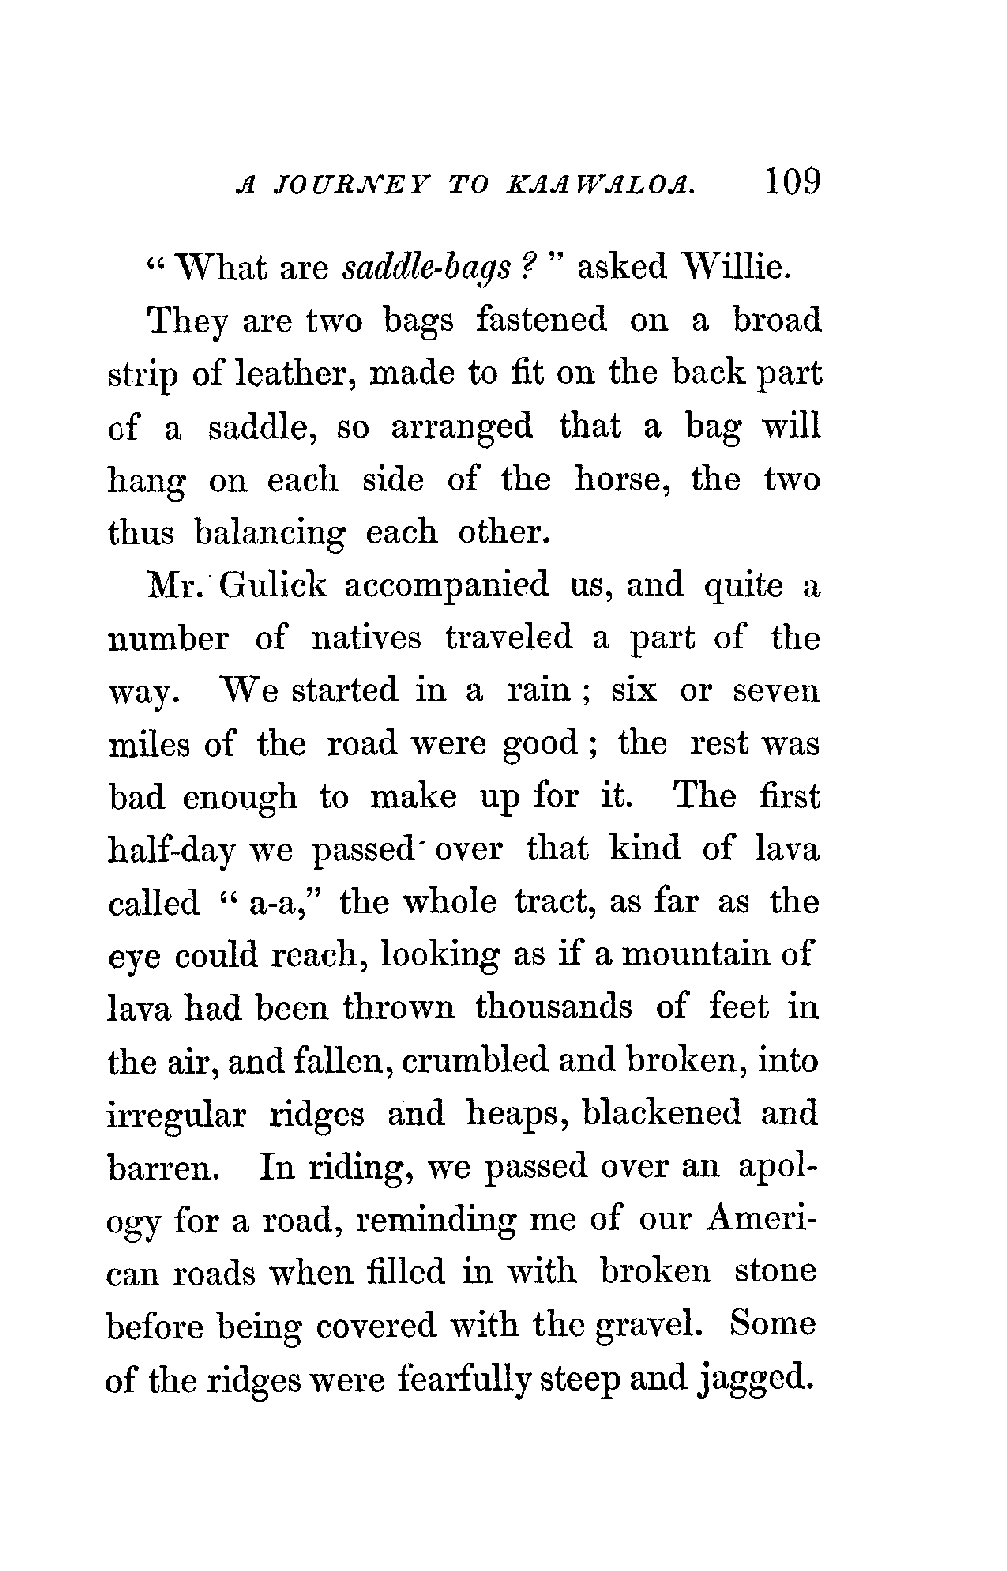 A JOURNEY TO KAAWALOA. 109
“ What are saddle-bags ? ” asked Willie.
They are two bags fastened on a broad
strip of leather, made to fit on the back part
of a saddle, so arranged that a bag will
hang on each side of the horse, the two
thus balancing each other.
Mr. Gulick accompanied us, and quite a
number of natives traveled a part of the
way. We started in a rain ; six or seven
miles of the road were good ; the rest was
bad enough to make up for it. The first
half-day we passed over that kind of lava
called “ a-a,” the whole tract, as far as the
eye could reach, looking as if a mountain of
lava had been thrown thousands of feet in
the air, and fallen, crumbled and broken, into
irregular ridges and heaps, blackened and
barren. In riding, we passed over an apol-
ogy for a road, reminding me of our Ameri-
can roads when filled in with broken stone
before being covered with the gravel. Some
of the ridges were fearfully steep and jagged.